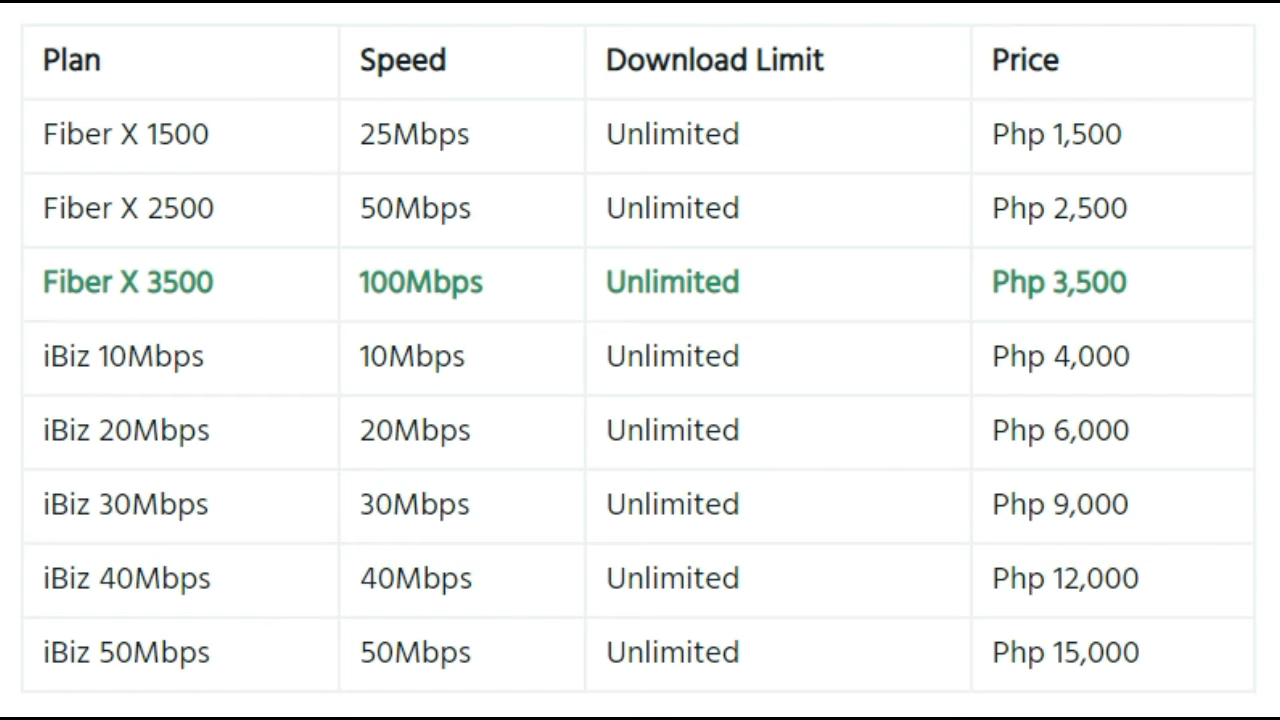 Plan Speed Download Limit Price
Fiber X 1500 25Mbps Unlimited Php 1,500
Fiber X 2500 50Mbps Unlimited Php 2,500
Fiber X 3500 100Mbps Unlimited Php 3,500
iBiz 10Mbps 10Mbps Unlimited Php 4,000
iBiz 20Mbps 20Mbps Unlimited Php 6,000
iBiz 30Mbps 30Mbps Unlimited Php 9,000
iBiz 40Mbps 40Mbps Unlimited Php 12,000
iBiz 50Mbps 50Mbps Unlimited Php 15,000